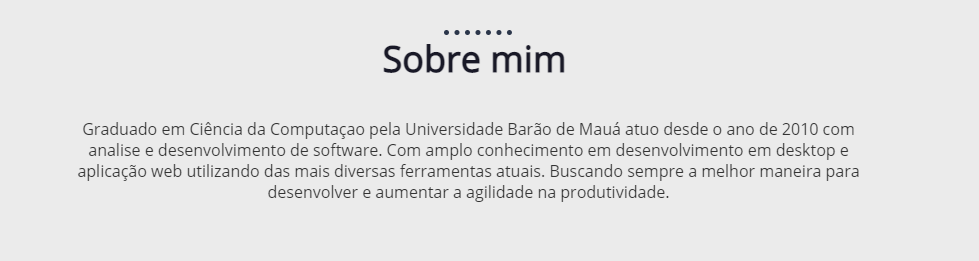 Sobre mim
Graduado em Ciência da Computaçao pela Universidade Barão de Mauá atuo desde o ano de 2010 com
analise e desenvolvimento de software. Com amplo conhecimento em desenvolvimento em desktop e
aplicação web utilizando das mais diversas ferramentas atuais. Buscando sempre a melhor maneira para
desenvolver e aumentar a agilidade na produtividade.